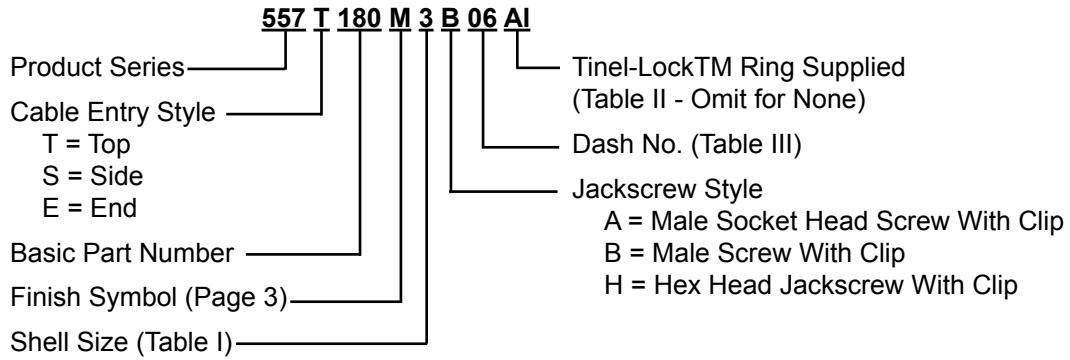 557 T 180 M 3 B 06 AI
Product Series
Cable Entry Style
T = Top
S = Side
E = End
Basic Part Number
Finish Symbol (Page 3)
Shell Size (Table I)
Tinel-LockTM Ring Supplied
(Table II - Omit for None)
Dash No. (Table III)
Jackscrew Style
A = Male Socket Head Screw With Clip
B = Male Screw With Clip
H = Hex Head Jackscrew With Clip